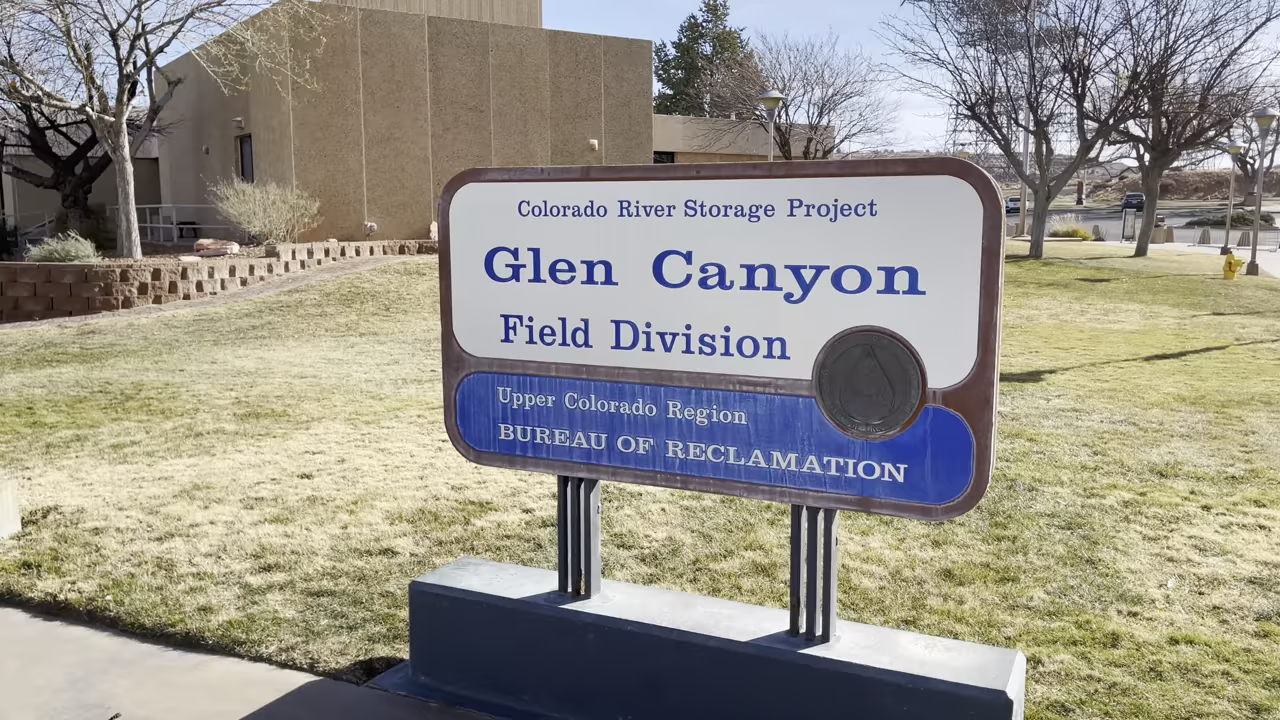 Colorado River Storage Project
Glen Canyon
Field Division
Upper Colorado Region
BUREAU OF RECLAMATION